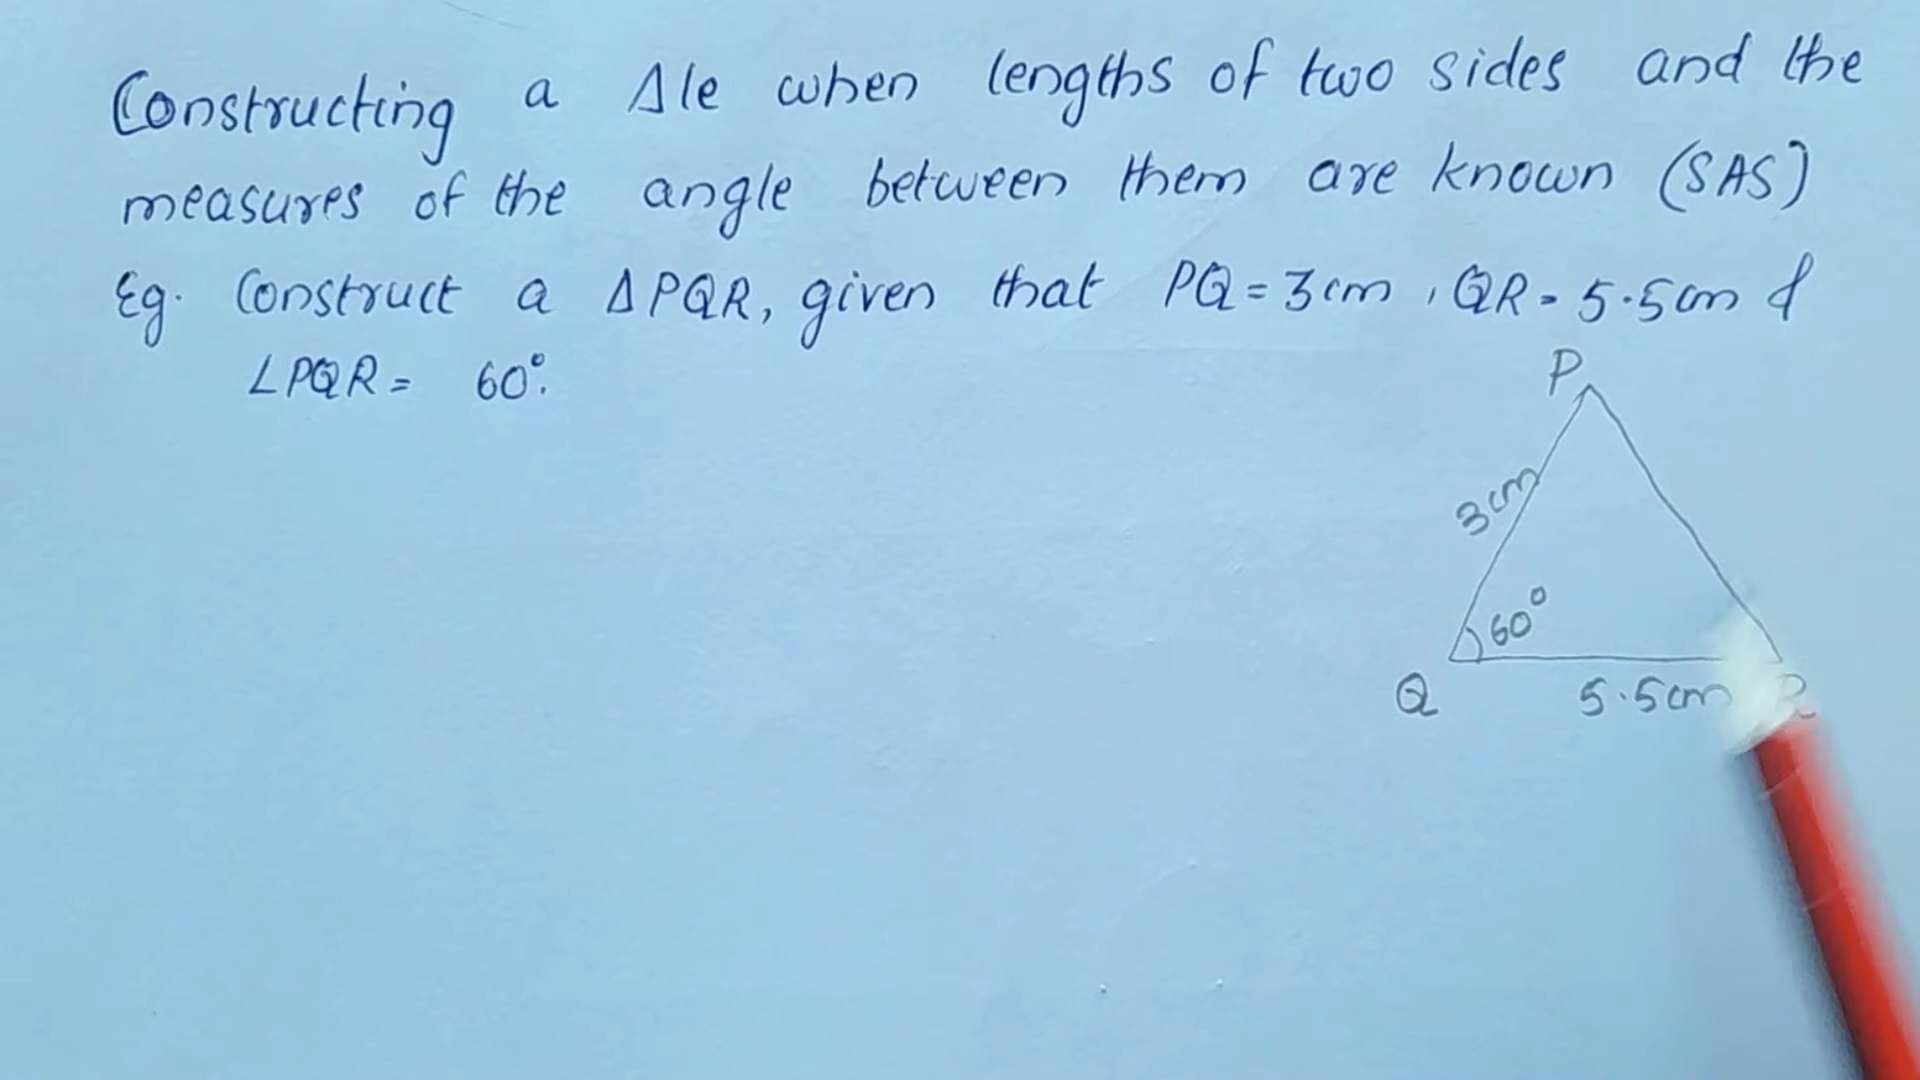 Constructing a Δle when lengths of two sides and the
measures of the angle between them are known (SAS)
Eg. Construct a ΔPQR, given that PQ = 3cm, QR = 5.5cm &
∠PQR = 60°.
P
3cm
60°
Q 5.5cm R